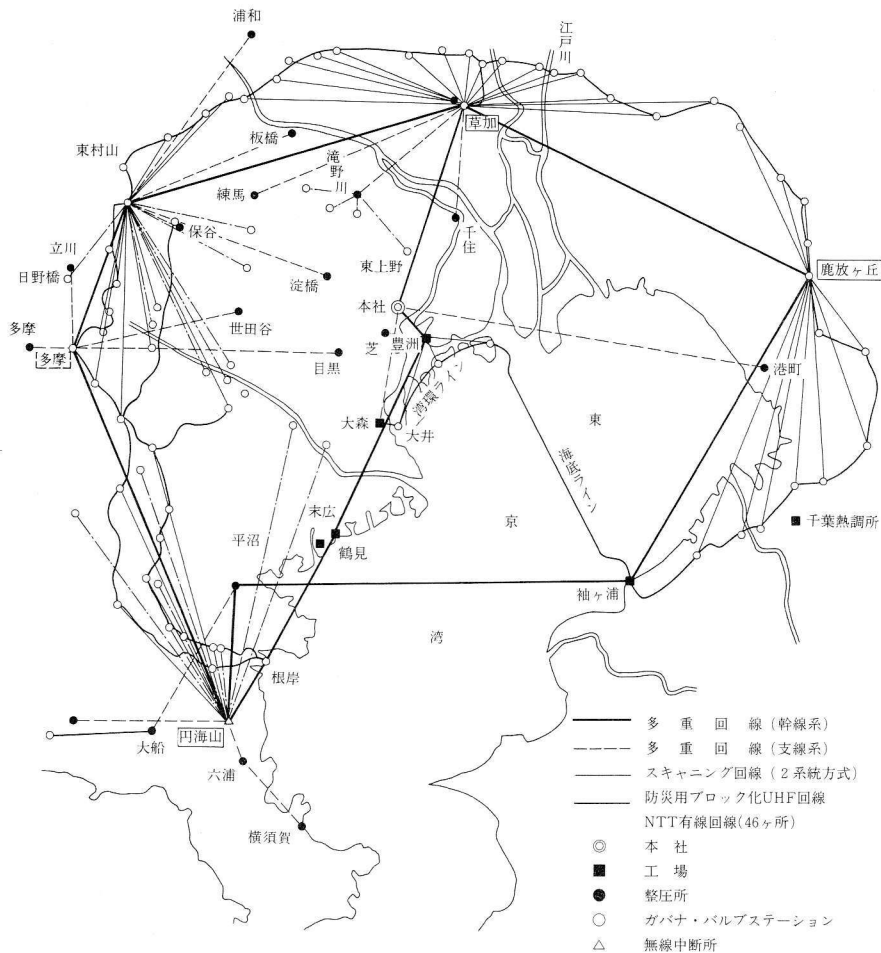 浦和
江戸川
草加
東村山
板橋
滝野川
練馬
千住
保谷
立川
日野橋
東上野
淀橋
鹿放ヶ丘
本社
多摩
多摩
世田谷
芝
豊洲
目黒
港町
湾環ライン
大森
大井
東
海底ライン
京
末広
平沼
鶴見
千葉熱調所
袖ヶ浦
湾
根岸
円海山
大船
六浦
横須賀
多重回線(幹線系)
多重回線(支線系)
スキャニング回線(2系統方式)
防災用ブロック化UHF回線
NTT有線回線(46ヶ所)
◎ 本社
■ 工場
● 整圧所
○ ガバナ・バルブステーション
△ 無線中断所